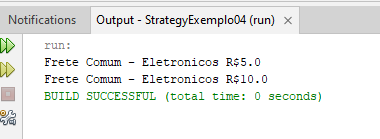 Notifications Output - StrategyExemplo04 (run) ×
run:
Frete Comum - Eletronicos R$5.0
Frete Comum - Eletronicos R$10.0
BUILD SUCCESSFUL (total time: 0 seconds)